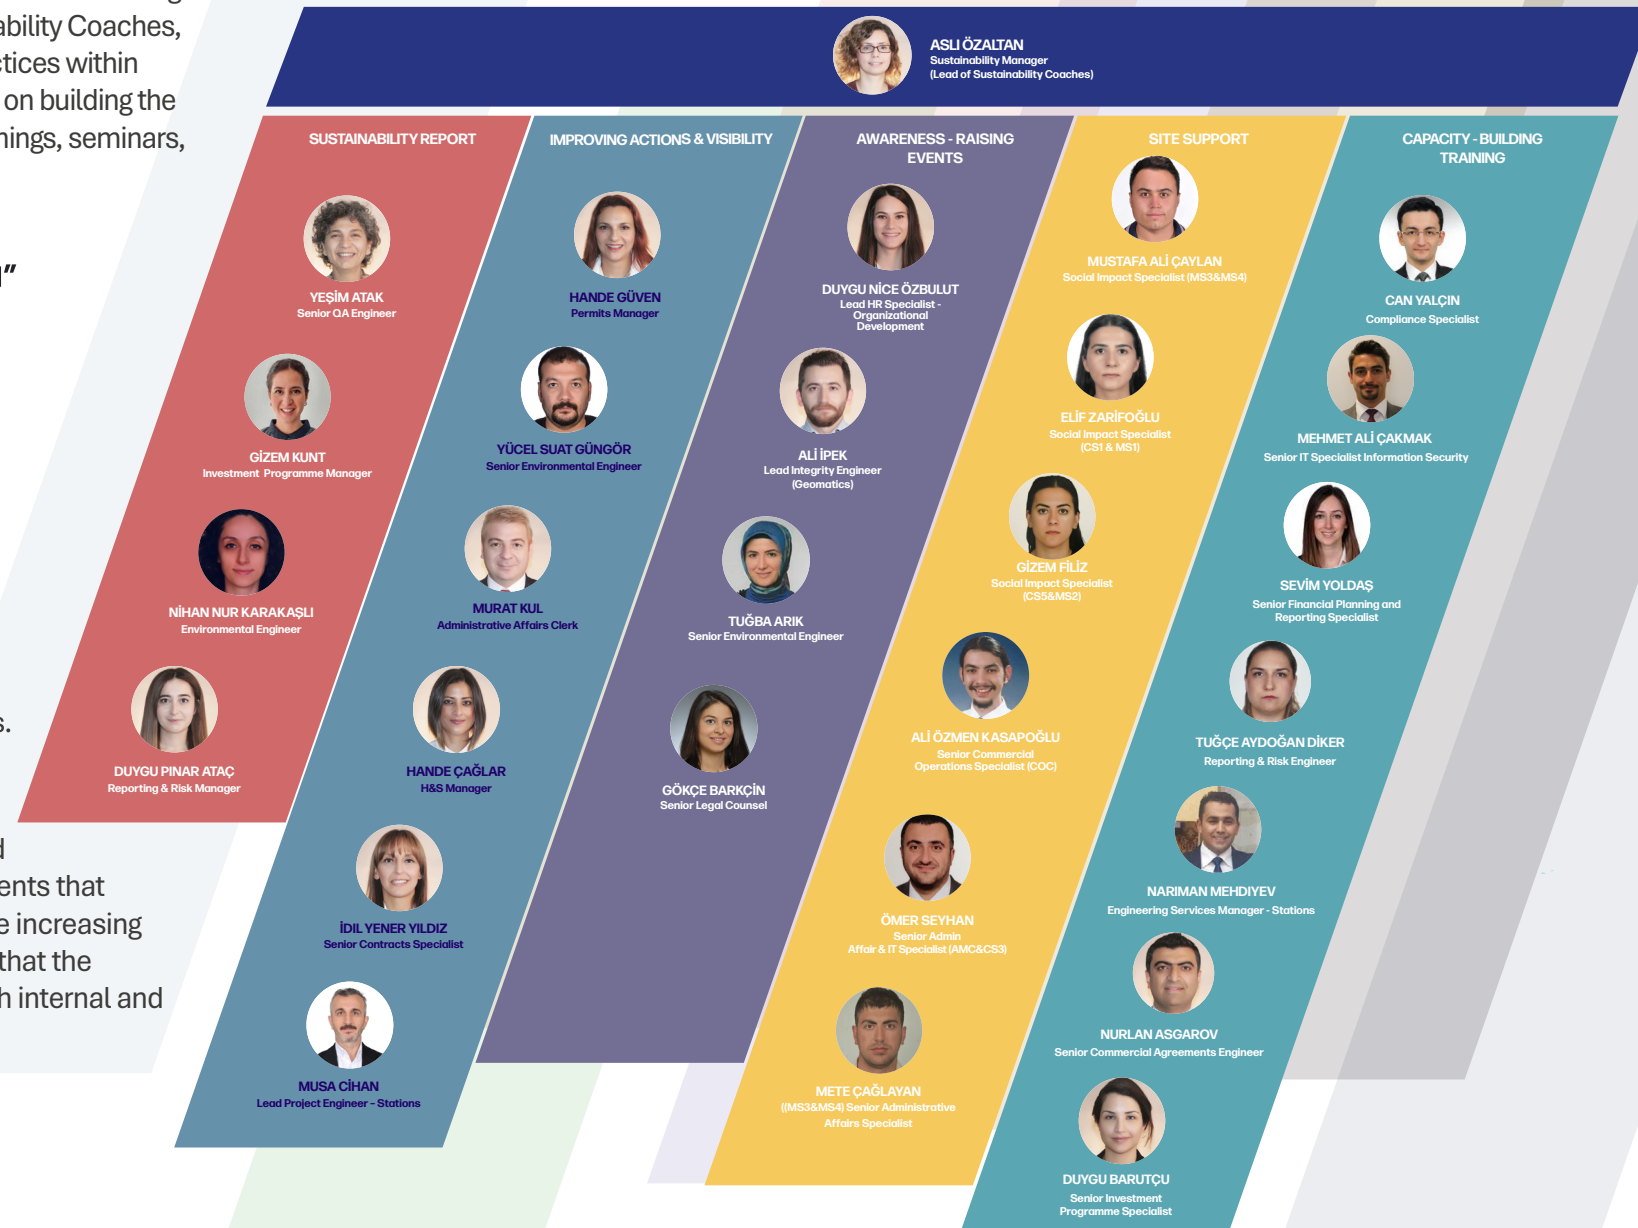 ability Coaches,
ctices within
on building the
nings, seminars,
s.
ents that
e increasing
that the
h internal and
ASLI ÖZALTAN
Sustainability Manager
(Lead of Sustainability Coaches)
SUSTAINABILITY REPORT
YEŞİM ATAK
Senior QA Engineer
GİZEM KUNT
Investment Programme Manager
NİHAN NUR KARAKAŞLI
Environmental Engineer
DUYGU PINAR ATAÇ
Reporting & Risk Manager
IMPROVING ACTIONS & VISIBILITY
HANDE GÜVEN
Permits Manager
YÜCEL SUAT GÜNGÖR
Senior Environmental Engineer
MURAT KUL
Administrative Affairs Clerk
HANDE ÇAĞLAR
H&S Manager
İDIL YENER YILDIZ
Senior Contracts Specialist
MUSA CİHAN
Lead Project Engineer – Stations
AWARENESS - RAISING
EVENTS
DUYGU NİCE ÖZBULUT
Lead HR Specialist -
Organizational
Development
ALİ İPEK
Lead Integrity Engineer
(Geomatics)
TUĞBA ARIK
Senior Environmental Engineer
GÖKÇE BARKÇİN
Senior Legal Counsel
SITE SUPPORT
MUSTAFA ALİ ÇAYLAN
Social Impact Specialist (MS3&MS4)
ELİF ZARİFOĞLU
Social Impact Specialist
(CS1 & MS1)
GİZEM FİLİZ
Social Impact Specialist
(CS5&MS2)
ALİ ÖZMEN KASAPOĞLU
Senior Commercial
Operations Specialist (COC)
ÖMER SEYHAN
Senior Admin
Affair & IT Specialist (AMC&CS3)
METE ÇAĞLAYAN
((MS3&MS4) Senior Administrative
Affairs Specialist
CAPACITY - BUILDING
TRAINING
CAN YALÇIN
Compliance Specialist
MEHMET ALİ ÇAKMAK
Senior IT Specialist Information Security
SEVİM YOLDAŞ
Senior Financial Planning and
Reporting Specialist
TUĞÇE AYDOĞAN DİKER
Reporting & Risk Engineer
NARIMAN MEHDIYEV
Engineering Services Manager - Stations
NURLAN ASGAROV
Senior Commercial Agreements Engineer
DUYGU BARUTÇU
Senior Investment
Programme Specialist